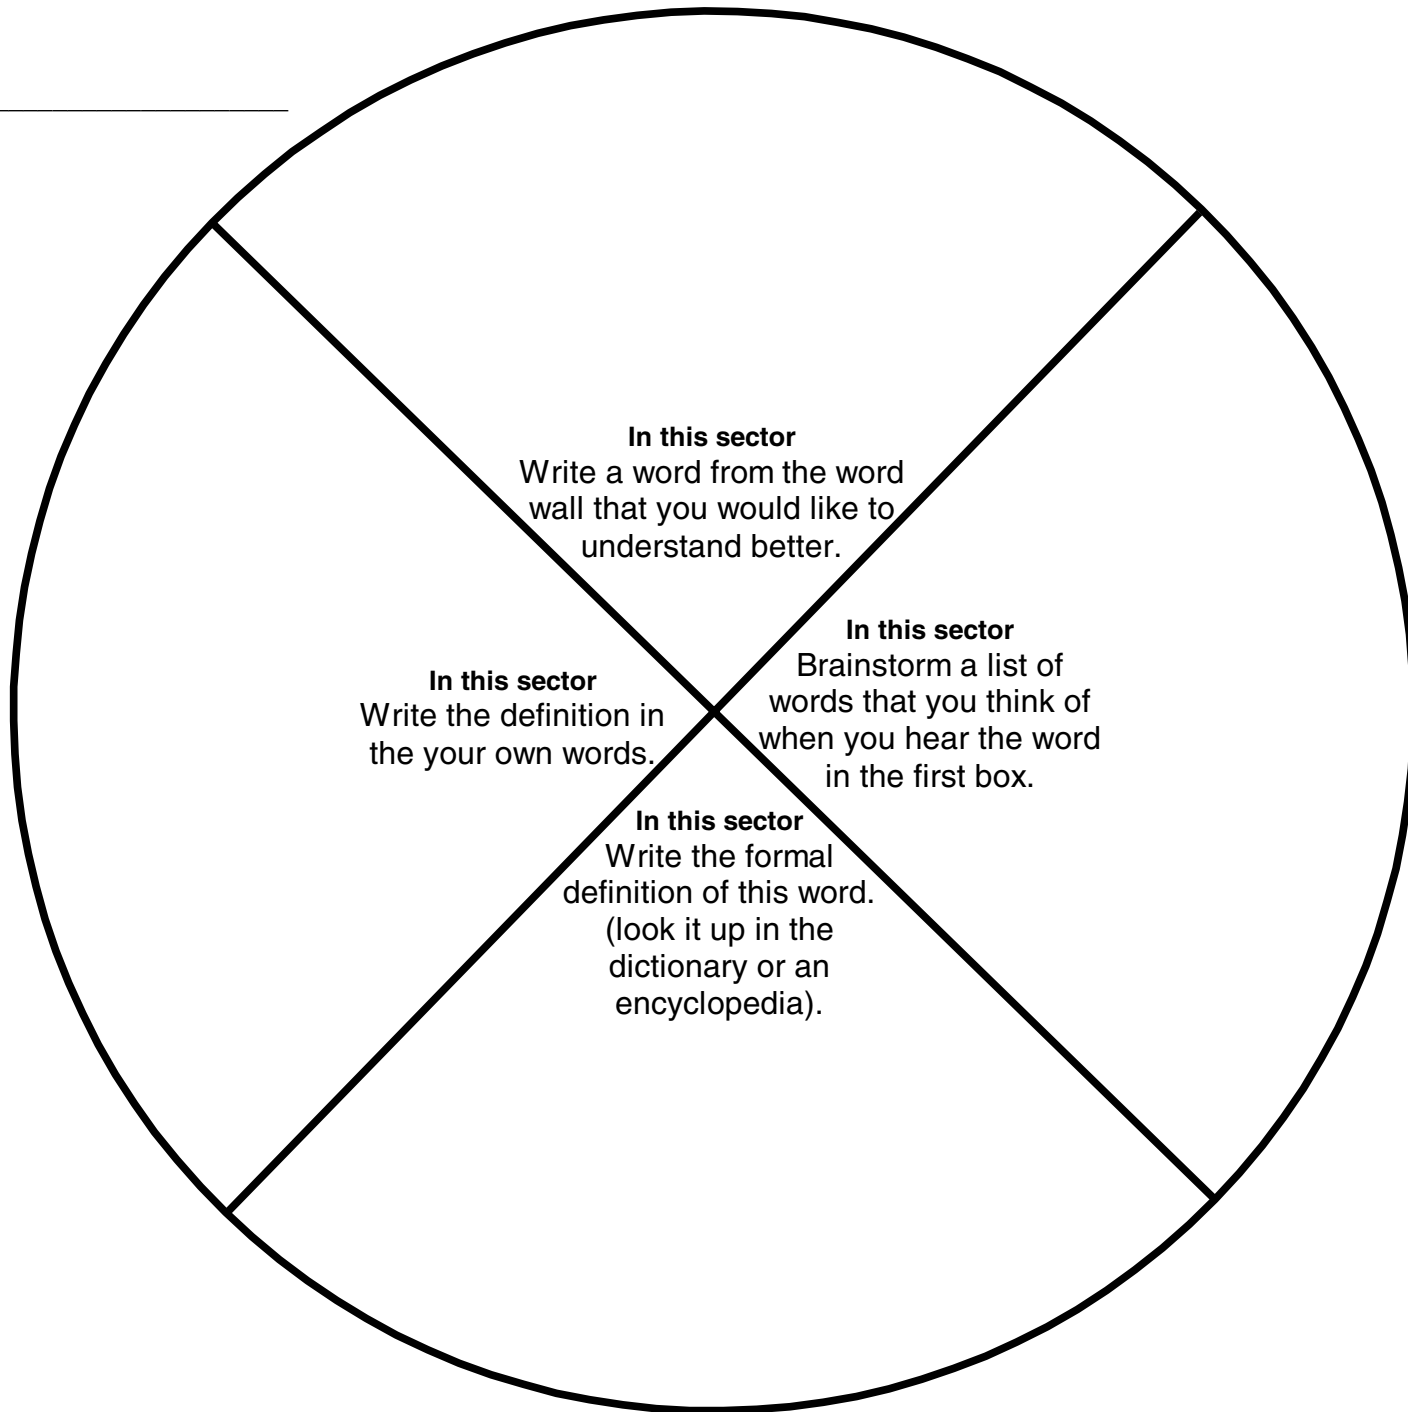 In this sector
Write a word from the word
wall that you would like to
understand better.
In this sector
Brainstorm a list of
words that you think of
when you hear the word
in the first box.
In this sector
Write the formal
definition of this word.
(look it up in the
dictionary or an
encyclopedia).
In this sector
Write the definition in
the your own words.